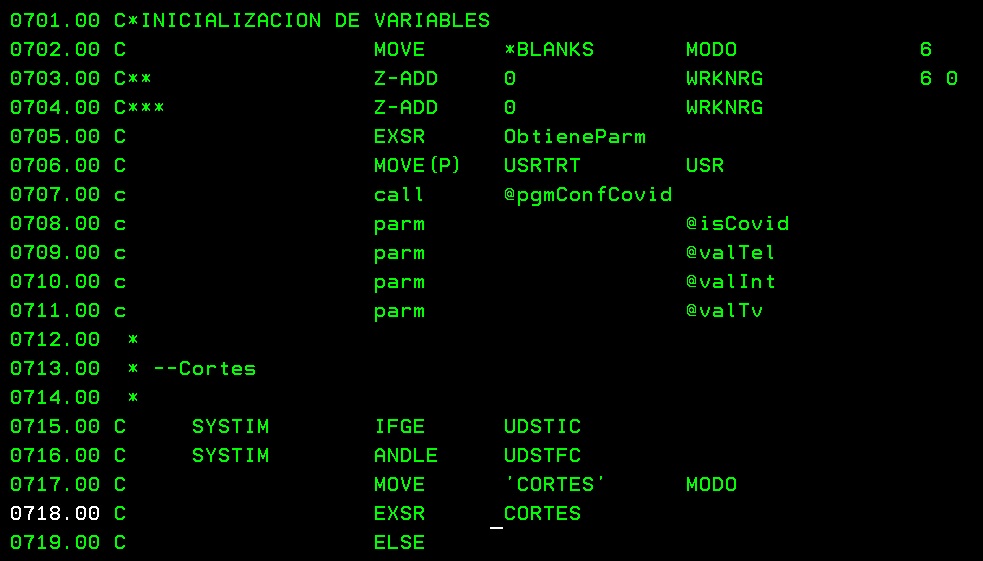 0701.00 C*INICIALIZACION DE VARIABLES
0702.00 C                   MOVE      *BLANKS       MODO              6
0703.00 C**                 Z-ADD     0             WRKNRG            6 0
0704.00 C***                Z-ADD     0             WRKNRG
0705.00 C                   EXSR      ObtieneParm
0706.00 C                   MOVE(P)   USRTRT        USR
0707.00 c                   call      @pgmConfCovid
0708.00 c                   parm                    @isCovid
0709.00 c                   parm                    @valTel
0710.00 c                   parm                    @valInt
0711.00 c                   parm                    @valTv
0712.00  *
0713.00  * --Cortes
0714.00  *
0715.00 C     SYSTIM        IFGE      UDSTIC
0716.00 C     SYSTIM        ANDLE     UDSTFC
0717.00 C                   MOVE      'CORTES'      MODO
0718.00 C                   EXSR     _CORTES
0719.00 C                   ELSE